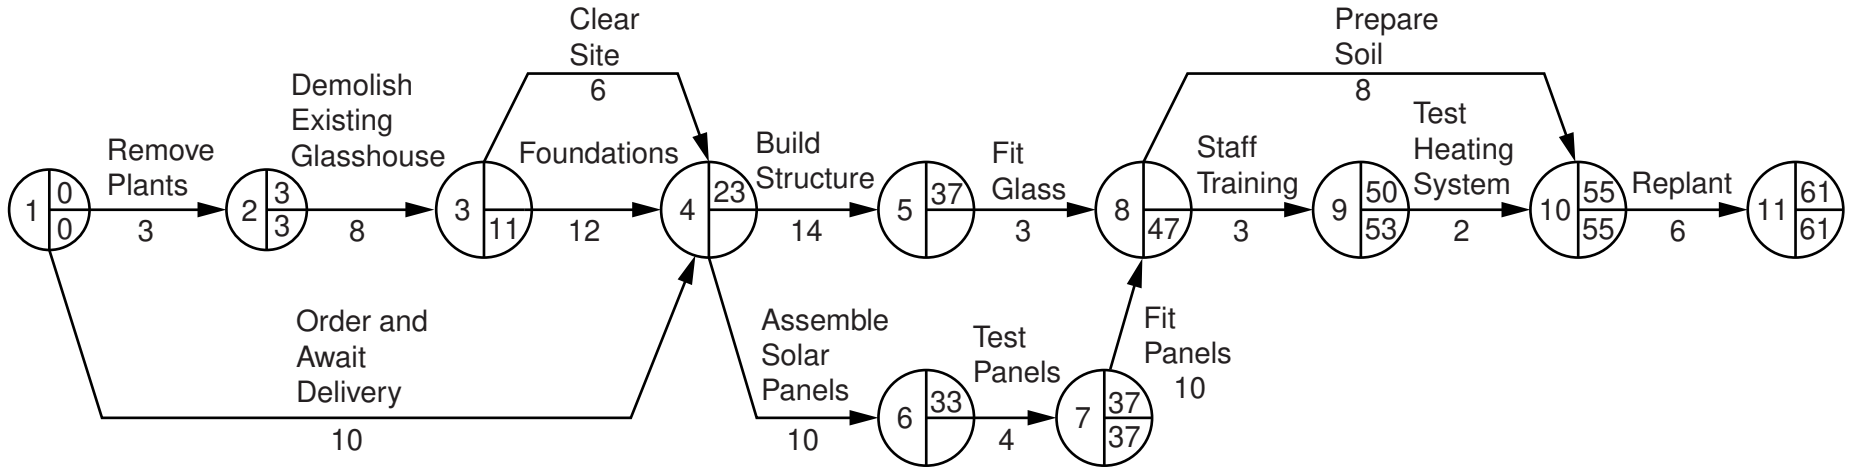 Clear
Site
6
Prepare
Soil
8
Demolish
Existing
Glasshouse
8
Remove
Plants
3
Foundations
12
Build
Structure
14
Fit
Glass
3
Staff
Training
3
Test
Heating
System
2
Replant
6
1 0 0
2 3 3
3 11
4 23
5 37
8 47
9 50 53
10 55 55
11 61 61
Order and
Await
Delivery
10
Assemble
Solar
Panels
10
Test
Panels
4
Fit
Panels
10
6 33
7 37 37